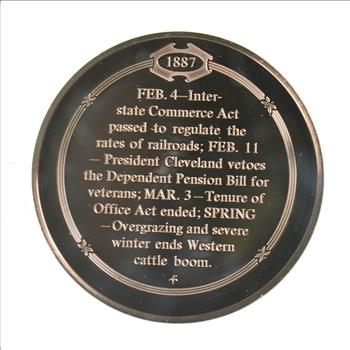 1887
FEB. 4—Inter-
state Commerce Act
passed to regulate the
rates of railroads; FEB. 11
— President Cleveland vetoes
the Dependent Pension Bill for
veterans; MAR. 3—Tenure of
Office Act ended; SPRING
—Overgrazing and severe
winter ends Western
cattle boom.